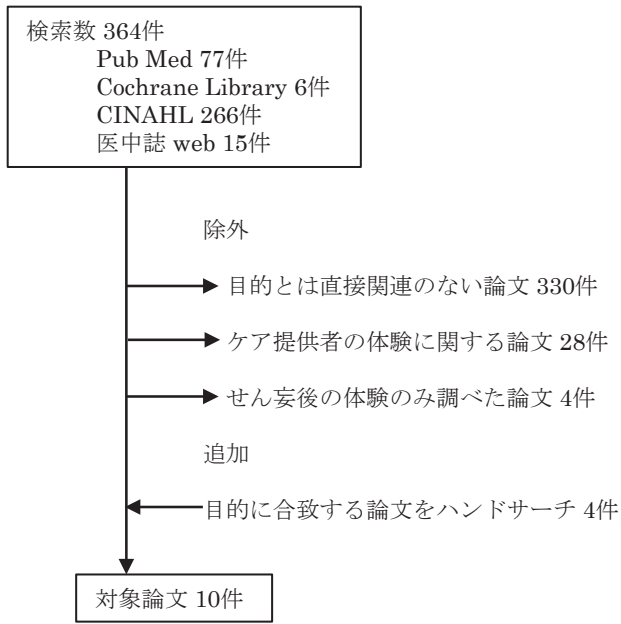 検索数 364件
Pub Med 77件
Cochrane Library 6件
CINAHL 266件
医中誌 web 15件
除外
目的とは直接関連のない論文 330件
ケア提供者の体験に関する論文 28件
せん妄後の体験のみ調べた論文 4件
追加
目的に合致する論文をハンドサーチ 4件
対象論文 10件